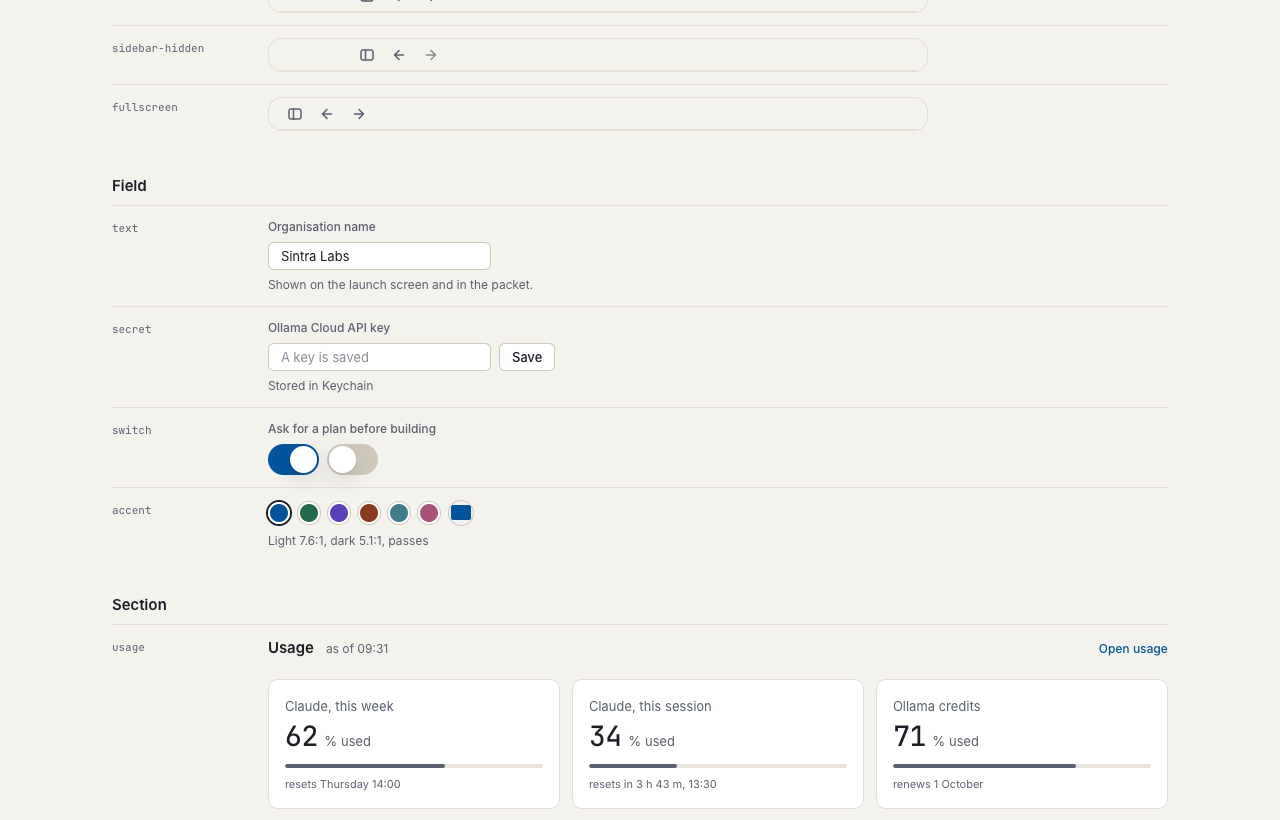 sidebar-hidden
fullscreen
Field
text
Organisation name
Sintra Labs
Shown on the launch screen and in the packet.
secret
Ollama Cloud API key
A key is saved
Save
Stored in Keychain
switch
Ask for a plan before building
accent
Light 7.6:1, dark 5.1:1, passes
Section
usage
Usage as of 09:31
Open usage
Claude, this week
62 % used
resets Thursday 14:00
Claude, this session
34 % used
resets in 3 h 43 m, 13:30
Ollama credits
71 % used
renews 1 October